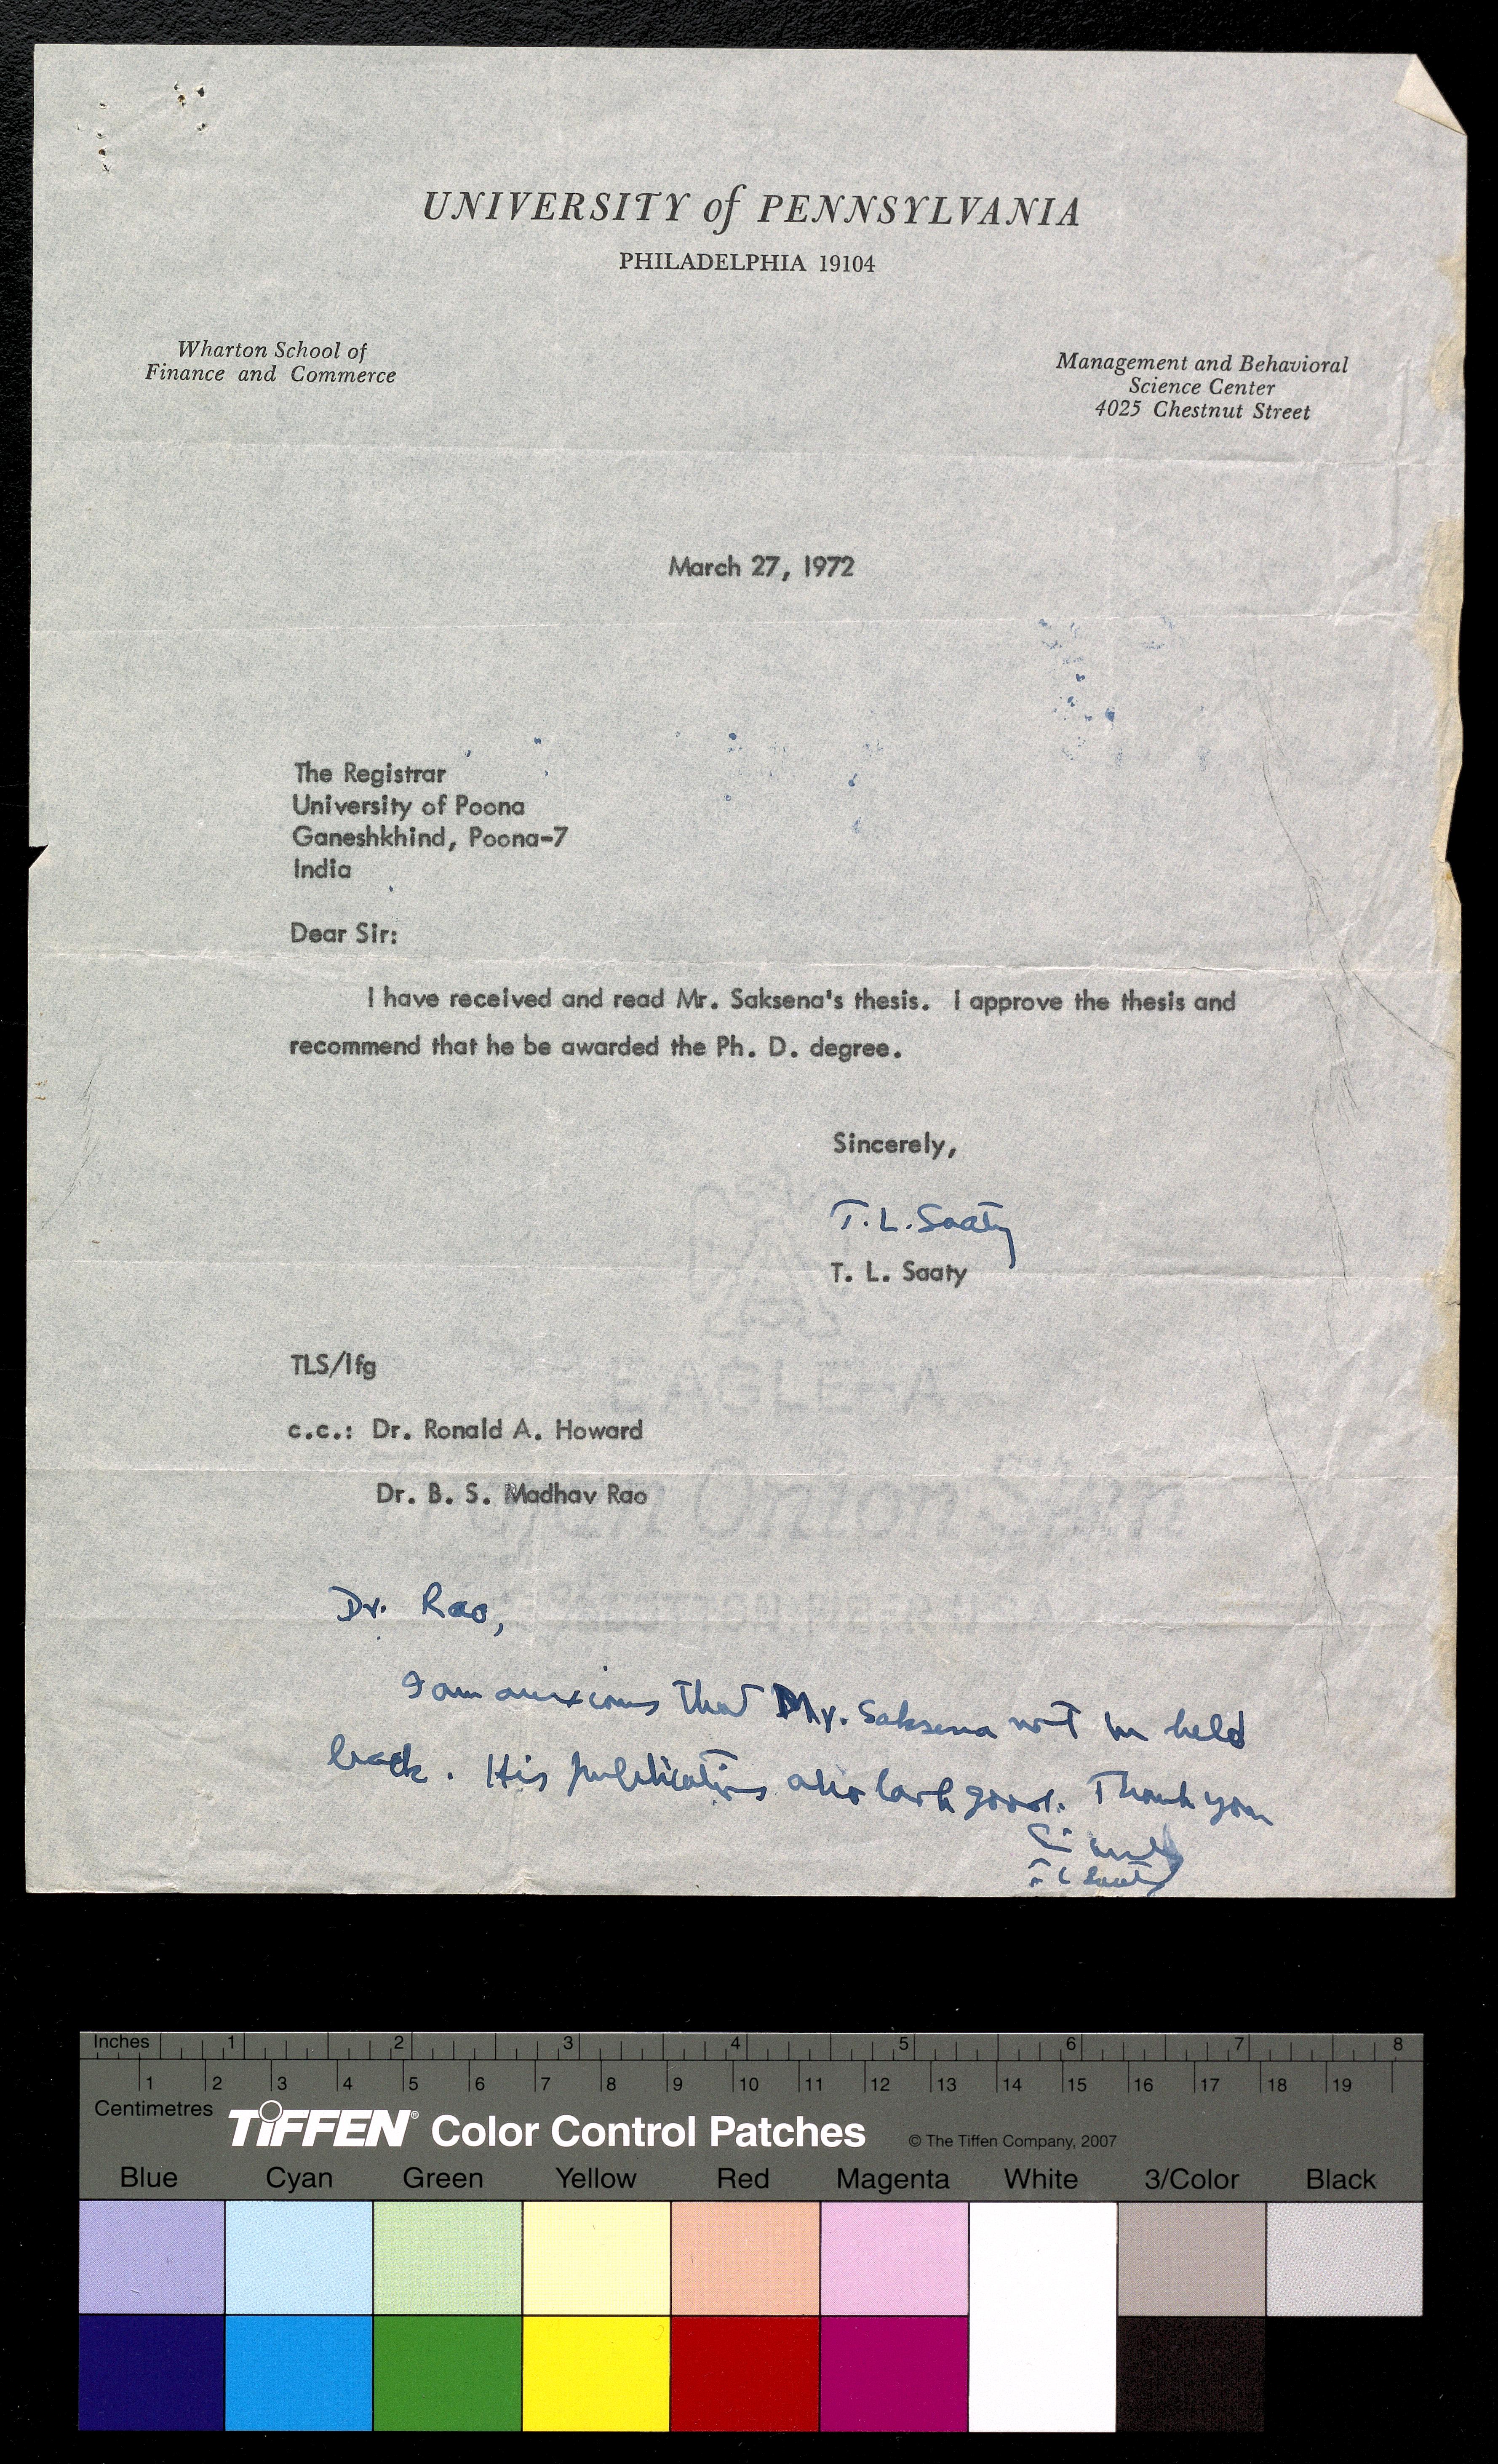 UNIVERSITY of PENNSYLVANIA
PHILADELPHIA 19104
Wharton School of
Finance and Commerce
Management and Behavioral
Science Center
4025 Chestnut Street
March 27, 1972
The Registrar
University of Poona
Ganeshkhind, Poona-7
India
Dear Sir:
I have received and read Mr. Saksena's thesis. I approve the thesis and
recommend that he be awarded the Ph. D. degree.
Sincerely,
T. L. Saaty
T. L. Saaty
TLS/lfg
c.c.: Dr. Ronald A. Howard
Dr. B. S. Madhav Rao
EAGLE-A
Trojan Onion Skin
Dr. Rao,
I am anxious that Mr. Saksena not be held
back. His publications also look good. Thank you
T L Saaty
Inches 1 2 3 4 5 6 7 8
1 2 3 4 5 6 7 8 9 10 11 12 13 14 15 16 17 18 19
Centimetres
TIFFEN® Color Control Patches
© The Tiffen Company, 2007
Blue Cyan Green Yellow Red Magenta White 3/Color Black